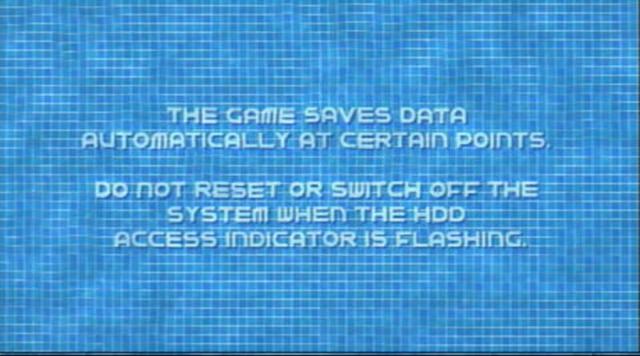 THE GAME SAVES DATA
AUTOMATICALLY AT CERTAIN POINTS.
DO NOT RESET OR SWITCH OFF THE
SYSTEM WHEN THE HDD
ACCESS INDICATOR IS FLASHING.